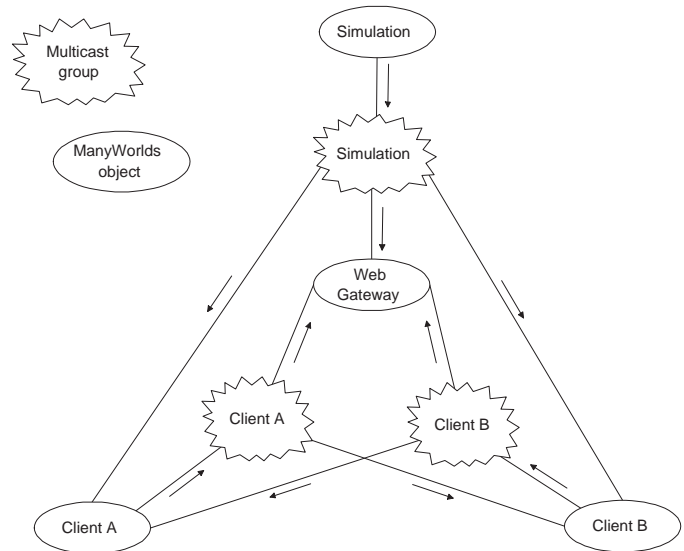 Simulation
Multicast
group
Simulation
ManyWorlds
object
Web
Gateway
Client A
Client B
Client A
Client B